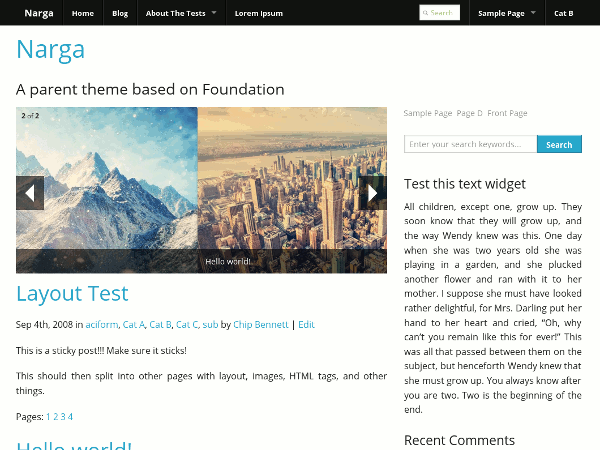 Narga Home Blog About The Tests Lorem Ipsum Search Sample Page Cat B
Narga
A parent theme based on Foundation
2 of 2
Hello world!
Layout Test
Sep 4th, 2008 in aciform, Cat A, Cat B, Cat C, sub by Chip Bennett | Edit
This is a sticky post!!! Make sure it sticks!
This should then split into other pages with layout, images, HTML tags, and other
things.
Pages: 1 2 3 4
Hello world!
Sample Page Page D Front Page
Enter your search keywords... Search
Test this text widget
All children, except one, grow up. They
soon know that they will grow up, and
the way Wendy knew was this. One day
when she was two years old she was
playing in a garden, and she plucked
another flower and ran with it to her
mother. I suppose she must have looked
rather delightful, for Mrs. Darling put her
hand to her heart and cried, “Oh, why
can’t you remain like this for ever!” This
was all that passed between them on the
subject, but henceforth Wendy knew that
she must grow up. You always know after
you are two. Two is the beginning of the
end.
Recent Comments